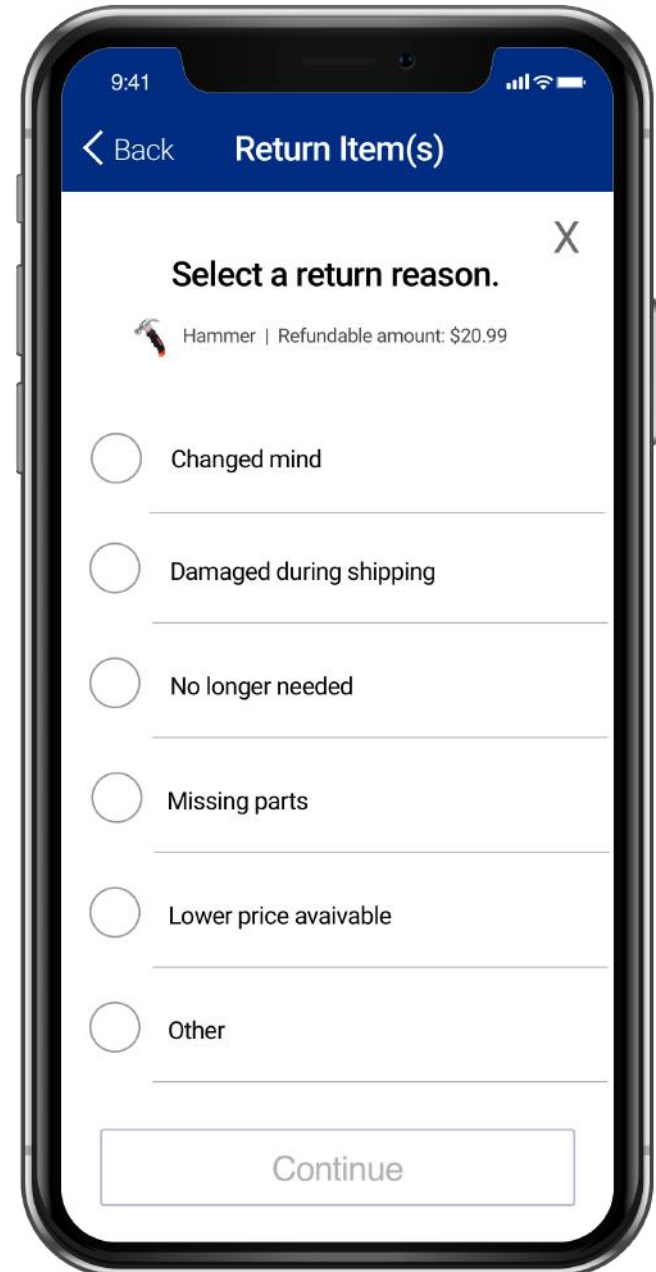 9:41
Back Return Item(s)
X
Select a return reason.
Hammer | Refundable amount: $20.99
Changed mind
Damaged during shipping
No longer needed
Missing parts
Lower price avaivable
Other
Continue